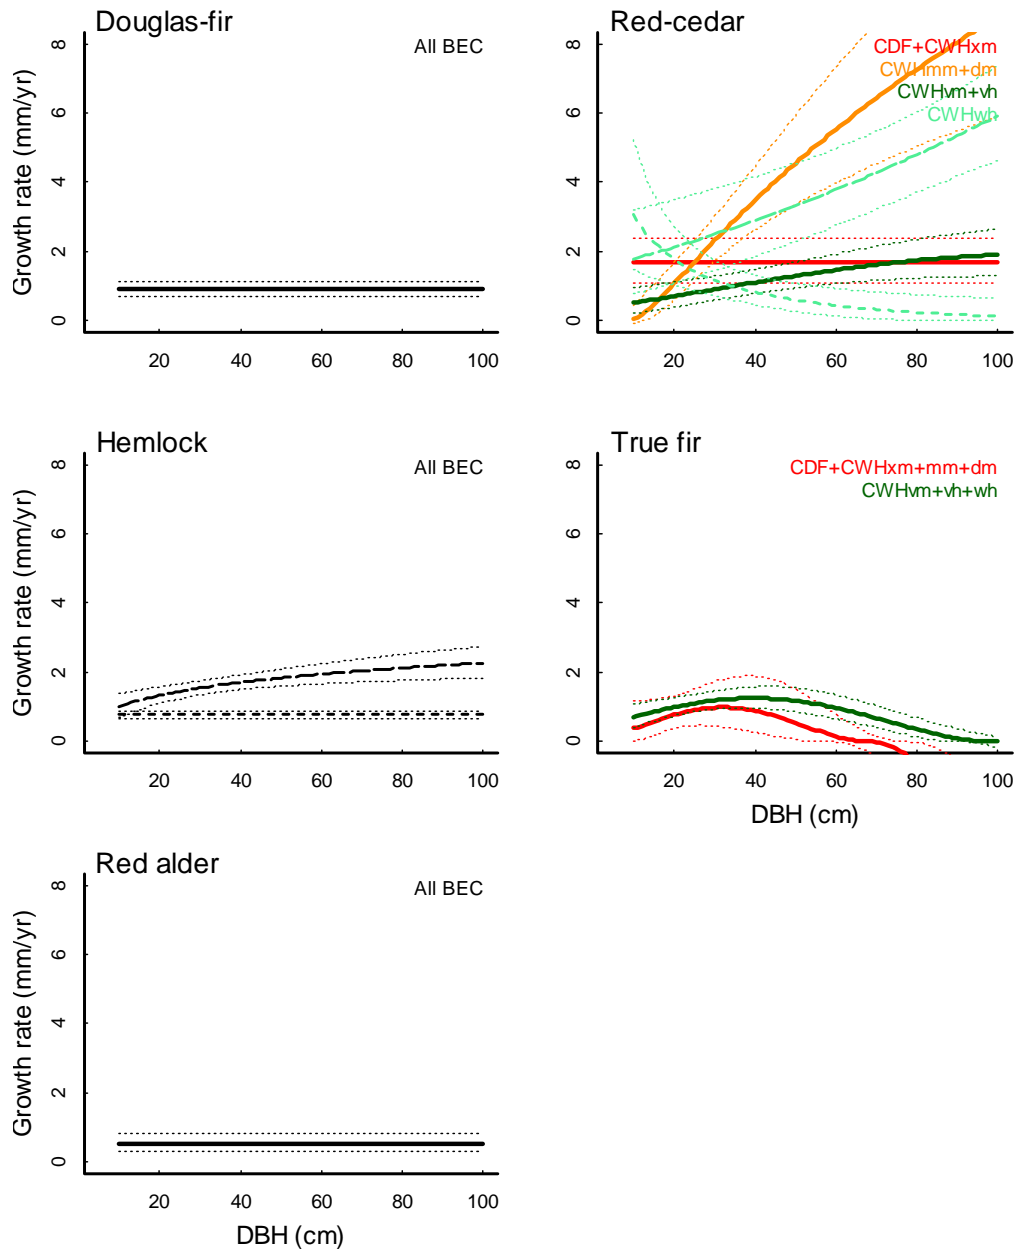 Douglas-fir
All BEC
Growth rate (mm/yr)
8
6
4
2
0
20 40 60 80 100
Red-cedar
CDF+CWHxm
CWHmm+dm
CWHvm+vh
CWHwh
8
6
4
2
0
20 40 60 80 100
Hemlock
All BEC
Growth rate (mm/yr)
8
6
4
2
0
20 40 60 80 100
True fir
CDF+CWHxm+mm+dm
CWHvm+vh+wh
8
6
4
2
0
20 40 60 80 100
DBH (cm)
Red alder
All BEC
Growth rate (mm/yr)
8
6
4
2
0
20 40 60 80 100
DBH (cm)